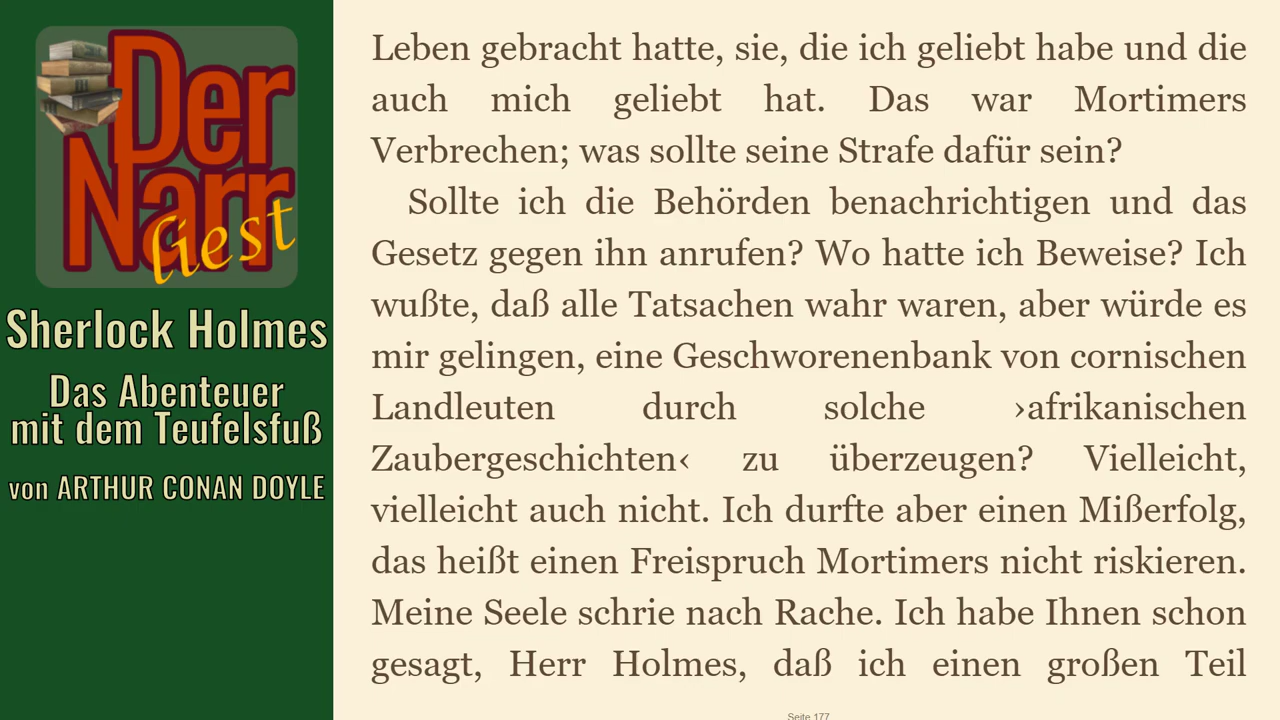 Der
Narr
liest
Sherlock Holmes
Das Abenteuer
mit dem Teufelsfuß
von ARTHUR CONAN DOYLE
Leben gebracht hatte, sie, die ich geliebt habe und die
auch mich geliebt hat. Das war Mortimers
Verbrechen; was sollte seine Strafe dafür sein?
Sollte ich die Behörden benachrichtigen und das
Gesetz gegen ihn anrufen? Wo hatte ich Beweise? Ich
wußte, daß alle Tatsachen wahr waren, aber würde es
mir gelingen, eine Geschworenenbank von cornischen
Landleuten durch solche ›afrikanischen
Zaubergeschichten‹ zu überzeugen? Vielleicht,
vielleicht auch nicht. Ich durfte aber einen Mißerfolg,
das heißt einen Freispruch Mortimers nicht riskieren.
Meine Seele schrie nach Rache. Ich habe Ihnen schon
gesagt, Herr Holmes, daß ich einen großen Teil
Seite 177